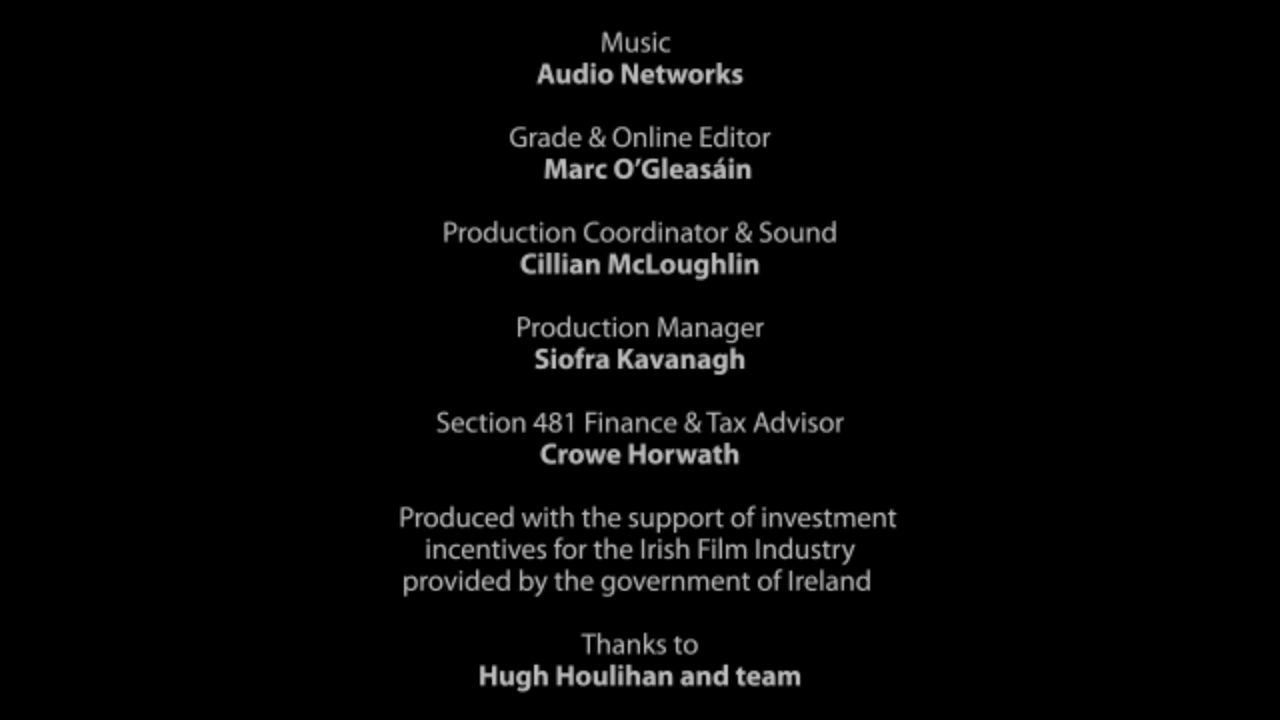 Music
Audio Networks
Grade & Online Editor
Marc O'Gleasáin
Production Coordinator & Sound
Cillian McLoughlin
Production Manager
Siofra Kavanagh
Section 481 Finance & Tax Advisor
Crowe Horwath
Produced with the support of investment
incentives for the Irish Film Industry
provided by the government of Ireland
Thanks to
Hugh Houlihan and team